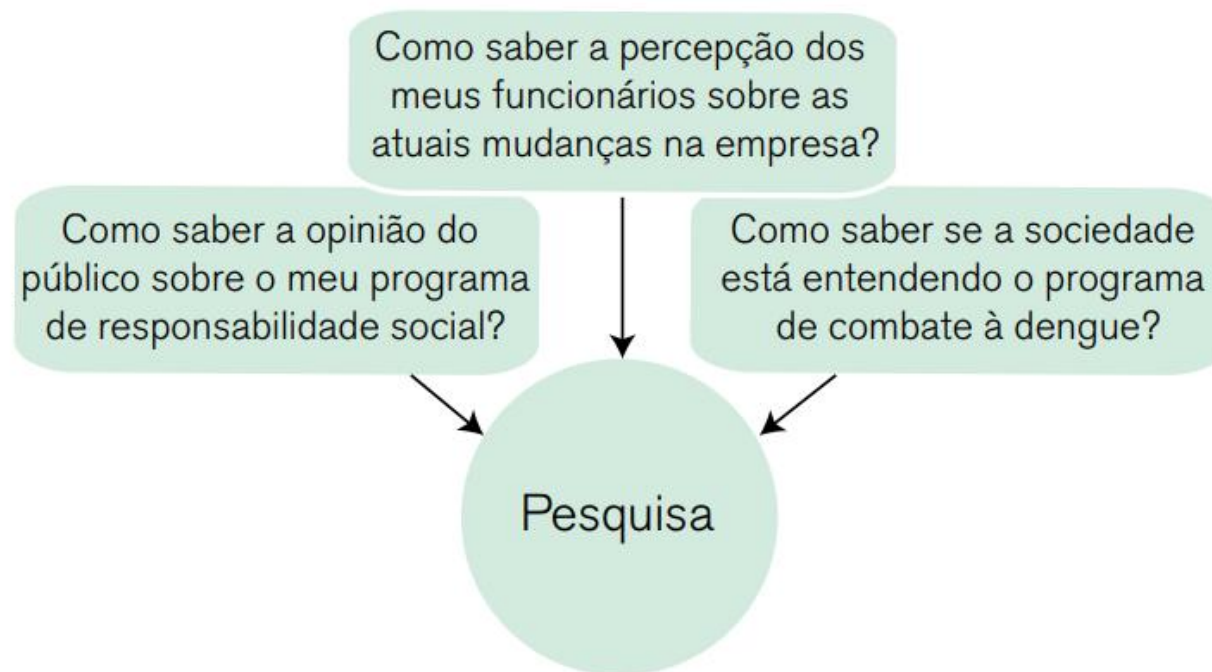 Como saber a percepção dos
meus funcionários sobre as
atuais mudanças na empresa?
Como saber a opinião do
público sobre o meu programa
de responsabilidade social?
Como saber se a sociedade
está entendendo o programa
de combate à dengue?
Pesquisa